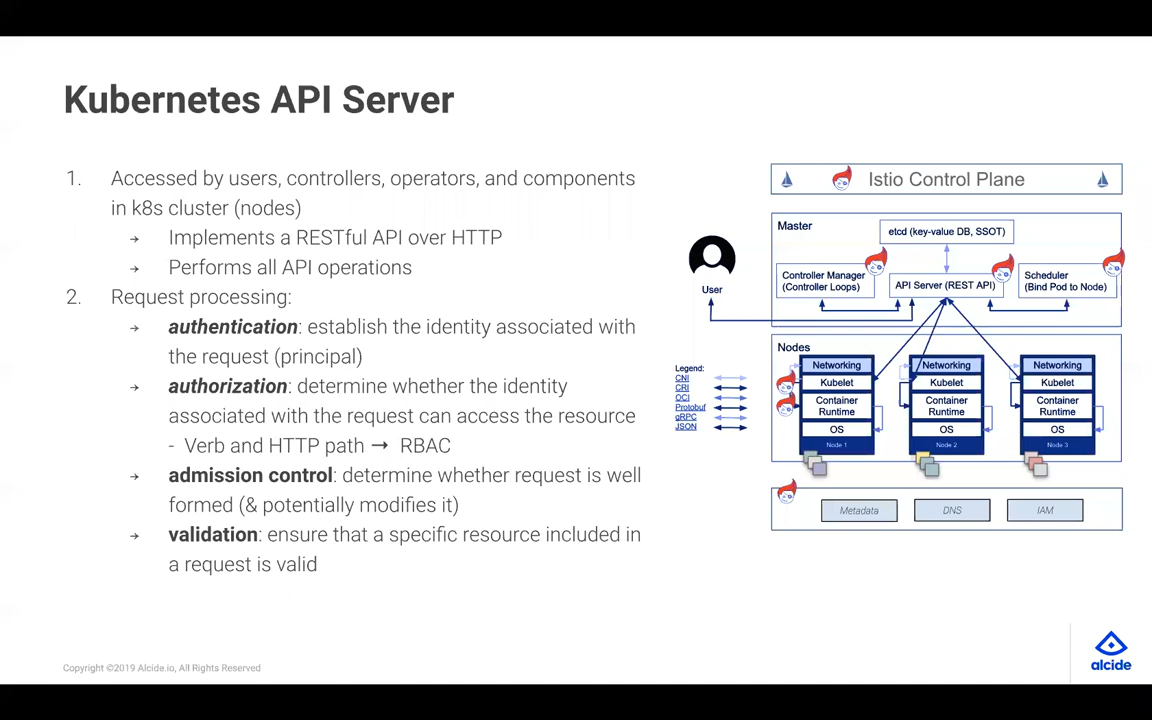 Kubernetes API Server
1. Accessed by users, controllers, operators, and components
in k8s cluster (nodes)
→ Implements a RESTful API over HTTP
→ Performs all API operations
2. Request processing:
→ authentication: establish the identity associated with
the request (principal)
→ authorization: determine whether the identity
associated with the request can access the resource
- Verb and HTTP path → RBAC
→ admission control: determine whether request is well
formed (& potentially modifies it)
→ validation: ensure that a specific resource included in
a request is valid
Istio Control Plane
Master
etcd (key-value DB, SSOT)
Controller Manager
(Controller Loops)
API Server (REST API)
Scheduler
(Bind Pod to Node)
User
Nodes
Networking
Kubelet
Container
Runtime
OS
Node 1
Networking
Kubelet
Container
Runtime
OS
Node 2
Networking
Kubelet
Container
Runtime
OS
Node 3
Legend:
CNI
CRI
OCI
Protobuf
gRPC
JSON
Metadata
DNS
IAM
Copyright ©2019 Alcide.io, All Rights Reserved
alcide